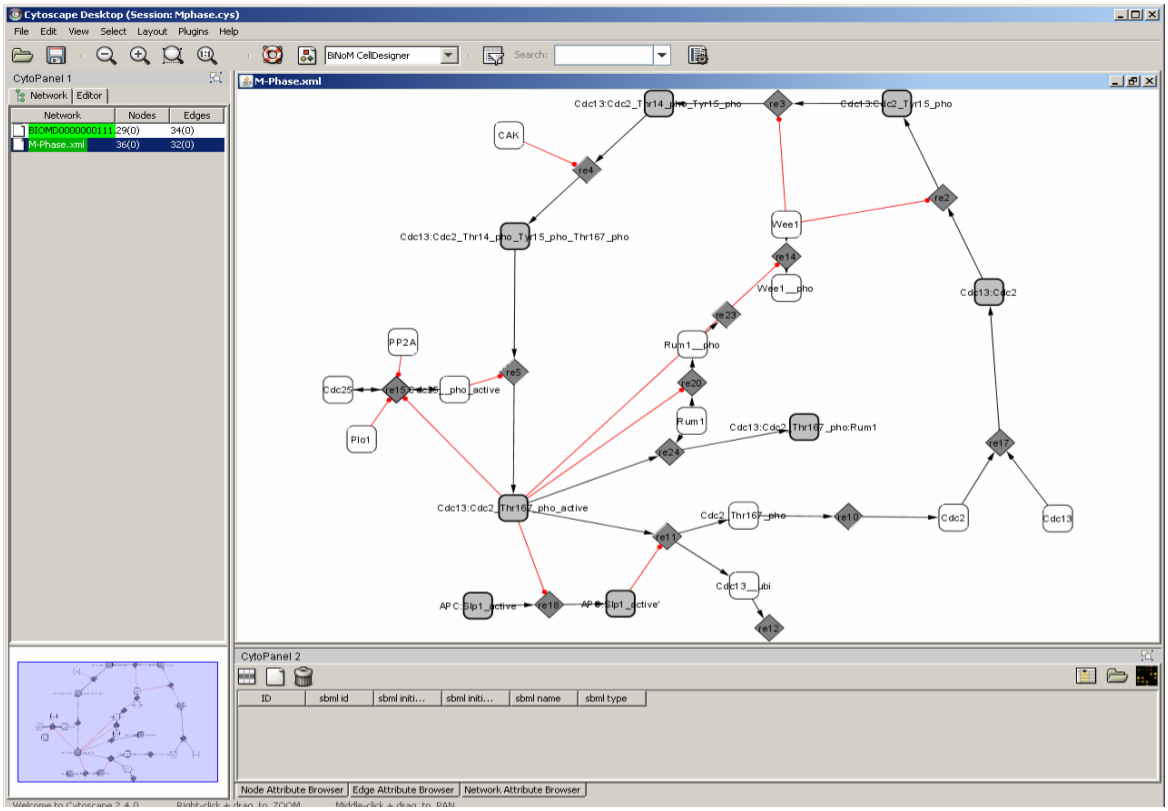 Cytoscape Desktop (Session: Mphase.cys)
File Edit View Select Layout Plugins Help
BiNoM CellDesigner
Search:
CytoPanel 1
Network Editor
Network Nodes Edges
BIOMD0000000111 29(0) 34(0)
M-Phase.xml 36(0) 32(0)
M-Phase.xml
Cdc13:Cdc2_Thr14_pho_Tyr15_pho
re3
Cdc13:Cdc2_Tyr15_pho
CAK
re4
re2
Wee1
Cdc13:Cdc2_Thr14_pho_Tyr15_pho_Thr167_pho
re14
Wee1__pho
Cdc13:Cdc2
re23
PP2A
Rum1__pho
re5
re20
Cdc25
re15
Cdc25__pho_active
Rum1
Cdc13:Cdc2_Thr167_pho:Rum1
Plo1
re24
re17
Cdc13:Cdc2_Thr167_pho_active
Cdc2_Thr167_pho
re10
Cdc2
Cdc13
re11
Cdc13__ubi
APC:Slp1_active
re18
APC:Slp1_active'
re12
CytoPanel 2
ID sbml id sbml initi... sbml initi... sbml name sbml type
Node Attribute Browser Edge Attribute Browser Network Attribute Browser
Welcome to Cytoscape 2.4.0 Right-click + drag to ZOOM Middle-click + drag to PAN